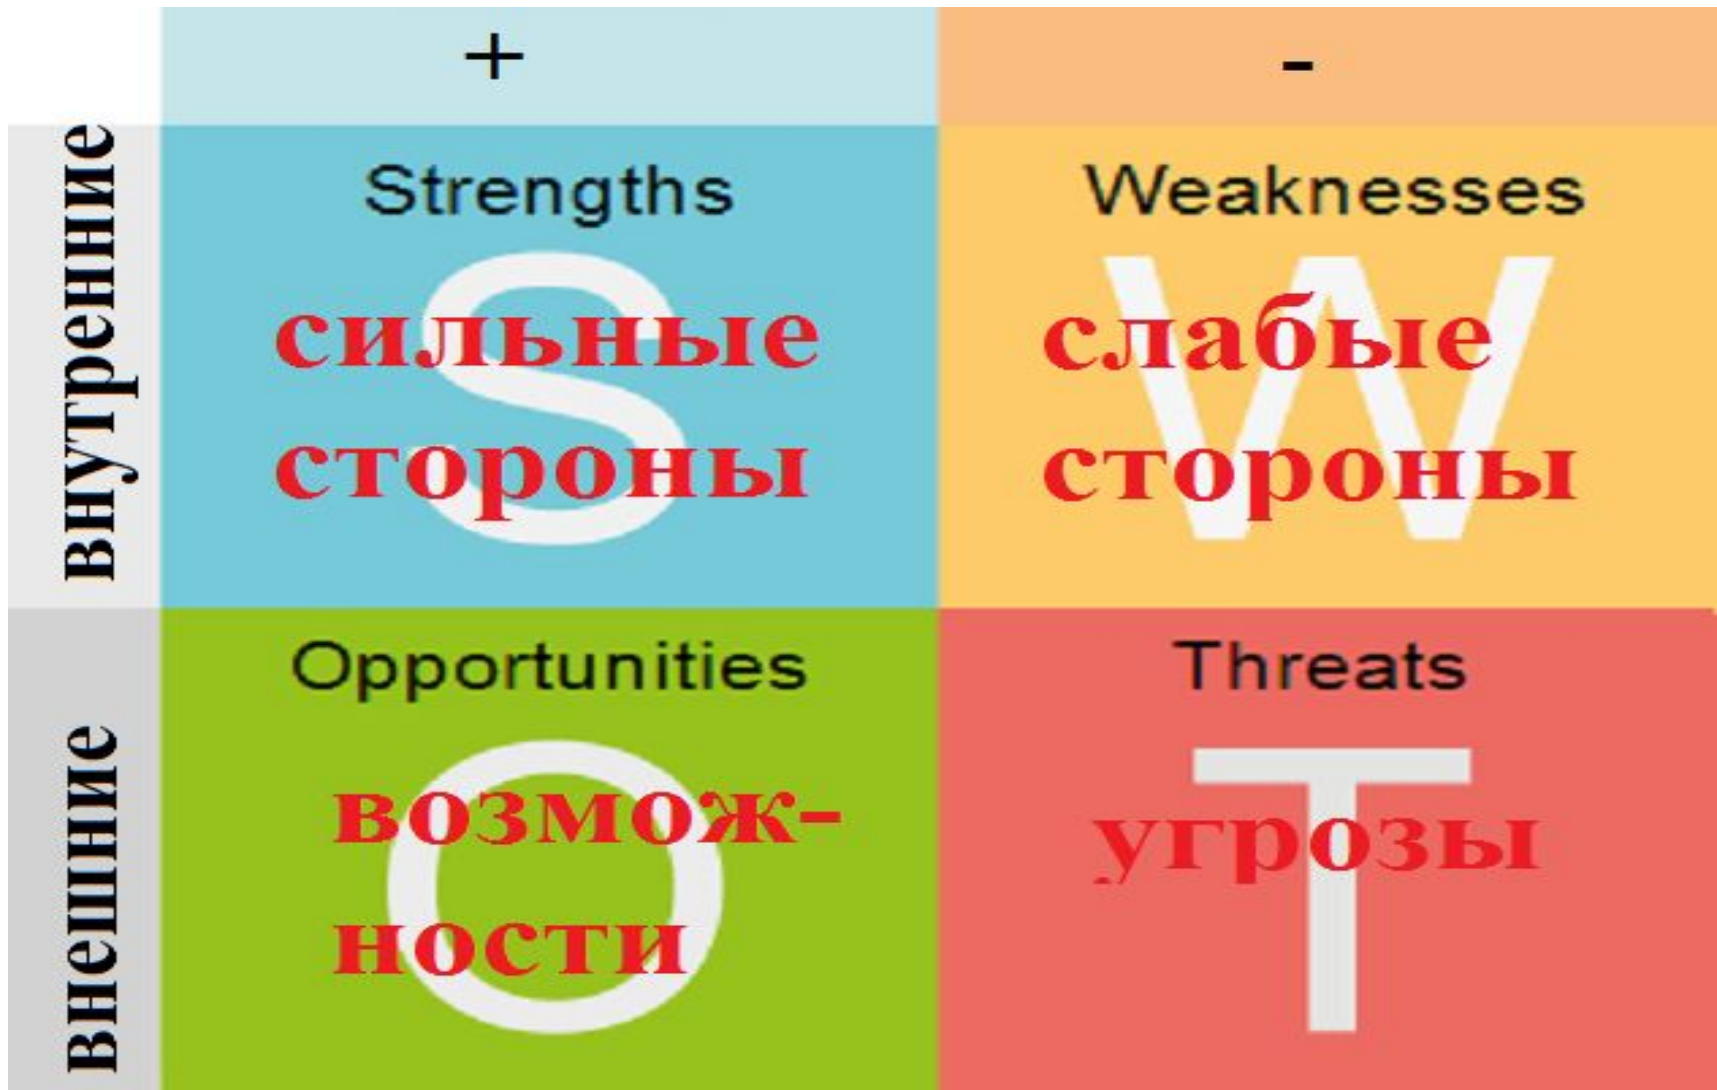 +
-
внутренние
Strengths
S
сильные
стороны
Weaknesses
W
слабые
стороны
внешние
Opportunities
O
возмож-
ности
Threats
T
угрозы